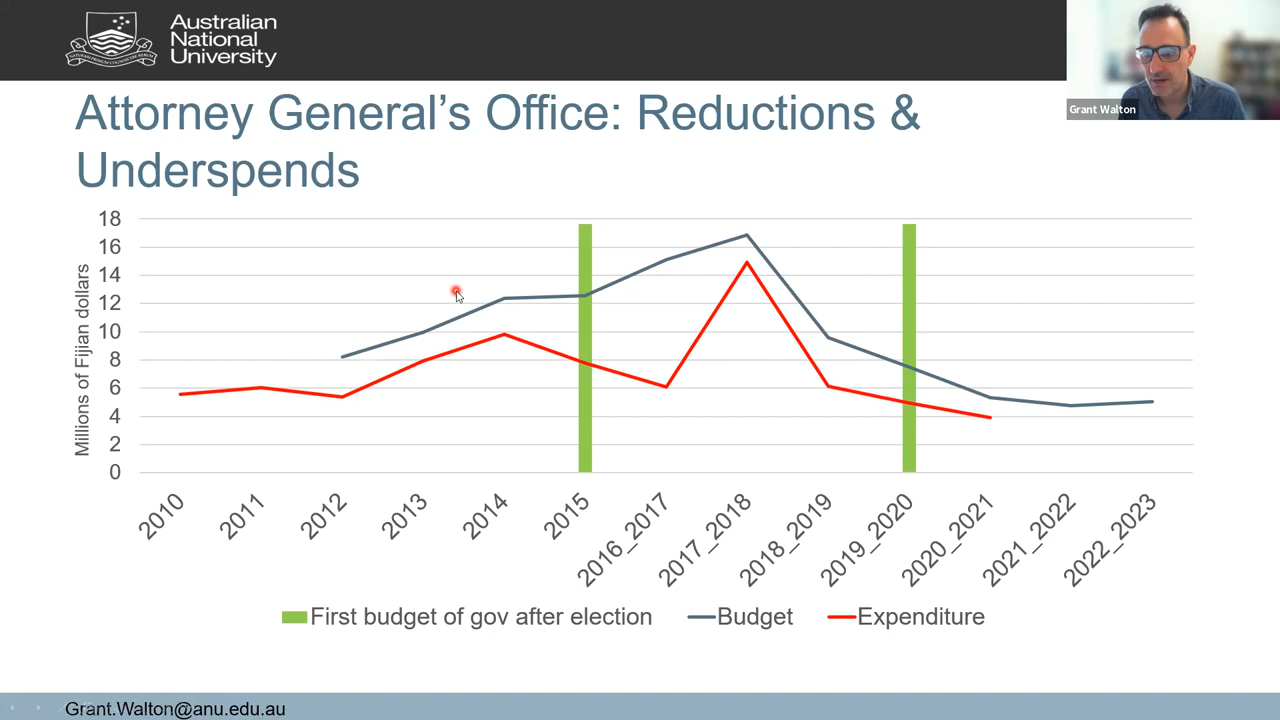 Australian
National
University
Grant Walton
Attorney General's Office: Reductions &
Underspends
Millions of Fijian dollars
18
16
14
12
10
8
6
4
2
0
2010
2011
2012
2013
2014
2015
2016_2017
2017_2018
2018_2019
2019_2020
2020_2021
2021_2022
2022_2023
First budget of gov after election
Budget
Expenditure
Grant.Walton@anu.edu.au